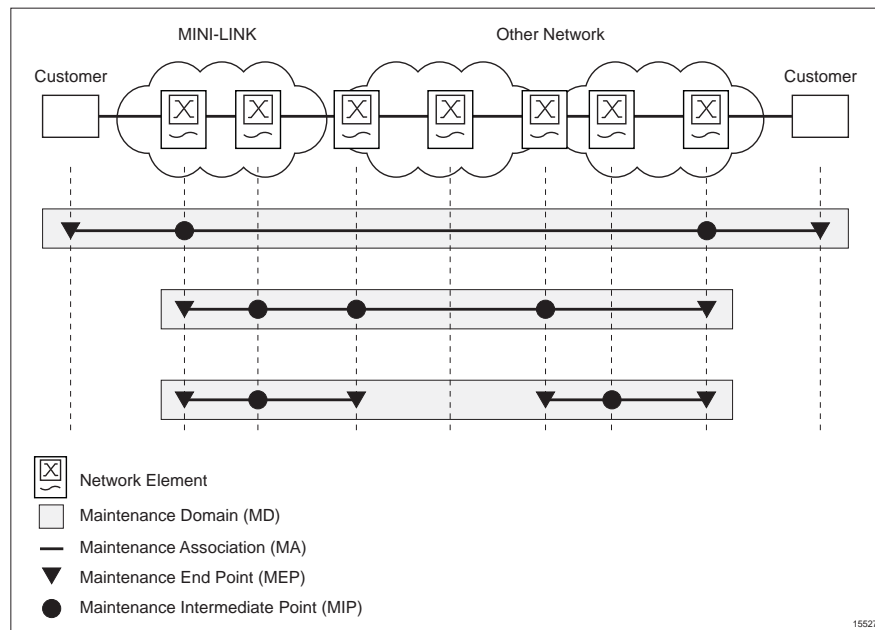 MINI-LINK
Other Network
Customer
Customer
Network Element
Maintenance Domain (MD)
Maintenance Association (MA)
Maintenance End Point (MEP)
Maintenance Intermediate Point (MIP)
15527